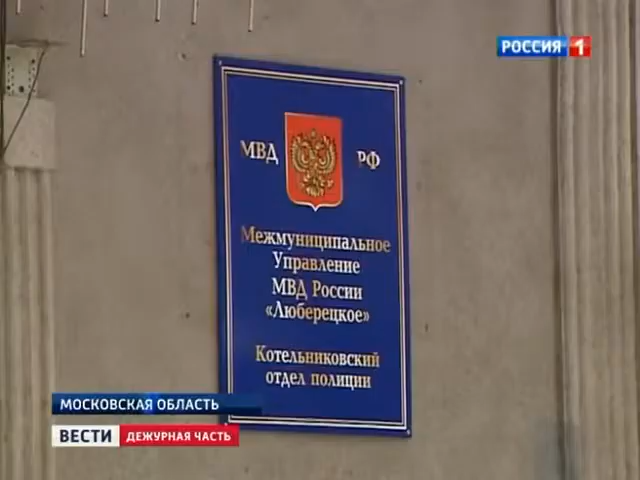 РОССИЯ 1
МВД РФ
Межмуниципальное
Управление
МВД России
«Люберецкое»
Котельниковский
отдел полиции
МОСКОВСКАЯ ОБЛАСТЬ
ВЕСТИ ДЕЖУРНАЯ ЧАСТЬ